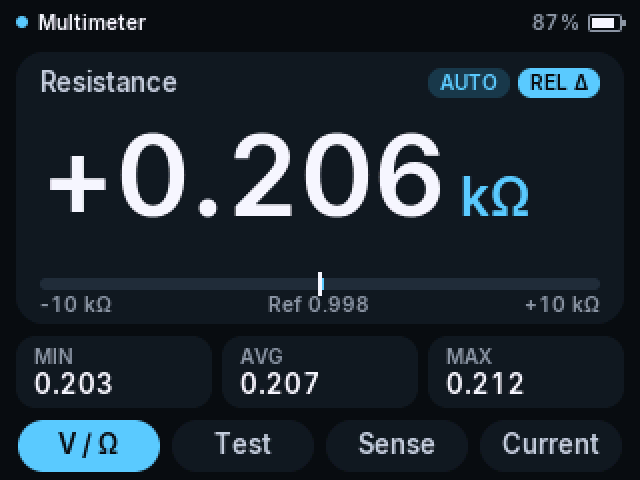 Multimeter 87%
Resistance AUTO REL Δ
+0.206 kΩ
-10 kΩ Ref 0.998 +10 kΩ
MIN AVG MAX
0.203 0.207 0.212
V / Ω Test Sense Current